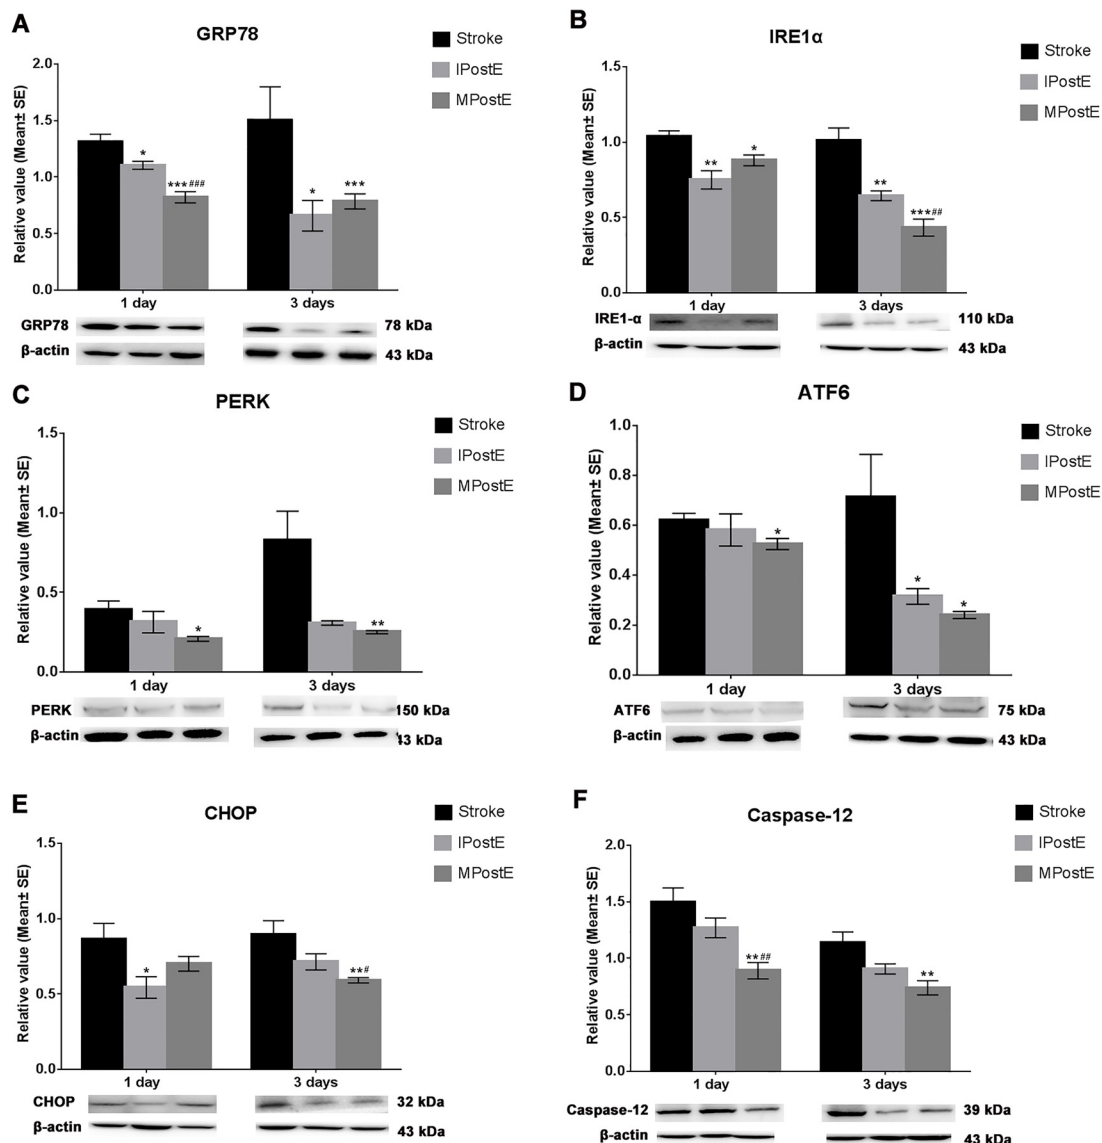 A
GRP78
Stroke
IPostE
MPostE
Relative value (Mean± SE)
2.0
1.5
1.0
0.5
0.0
*
***###
*
***
1 day
3 days
GRP78
78 kDa
β-actin
43 kDa
B
IRE1α
Stroke
IPostE
MPostE
Relative value (Mean± SE)
1.5
1.0
0.5
0.0
**
*
**
***##
1 day
3 days
IRE1-α
110 kDa
β-actin
43 kDa
C
PERK
Stroke
IPostE
MPostE
Relative value (Mean± SE)
1.5
1.0
0.5
0.0
*
**
1 day
3 days
PERK
150 kDa
β-actin
43 kDa
D
ATF6
Stroke
IPostE
MPostE
Relative value (Mean± SE)
1.0
0.8
0.6
0.4
0.2
0.0
*
*
*
1 day
3 days
ATF6
75 kDa
β-actin
43 kDa
E
CHOP
Stroke
IPostE
MPostE
Relative value (Mean± SE)
1.5
1.0
0.5
0.0
*
**#
1 day
3 days
CHOP
32 kDa
β-actin
43 kDa
F
Caspase-12
Stroke
IPostE
MPostE
Relative value (Mean± SE)
2.0
1.5
1.0
0.5
0.0
**##
**
1 day
3 days
Caspase-12
39 kDa
β-actin
43 kDa